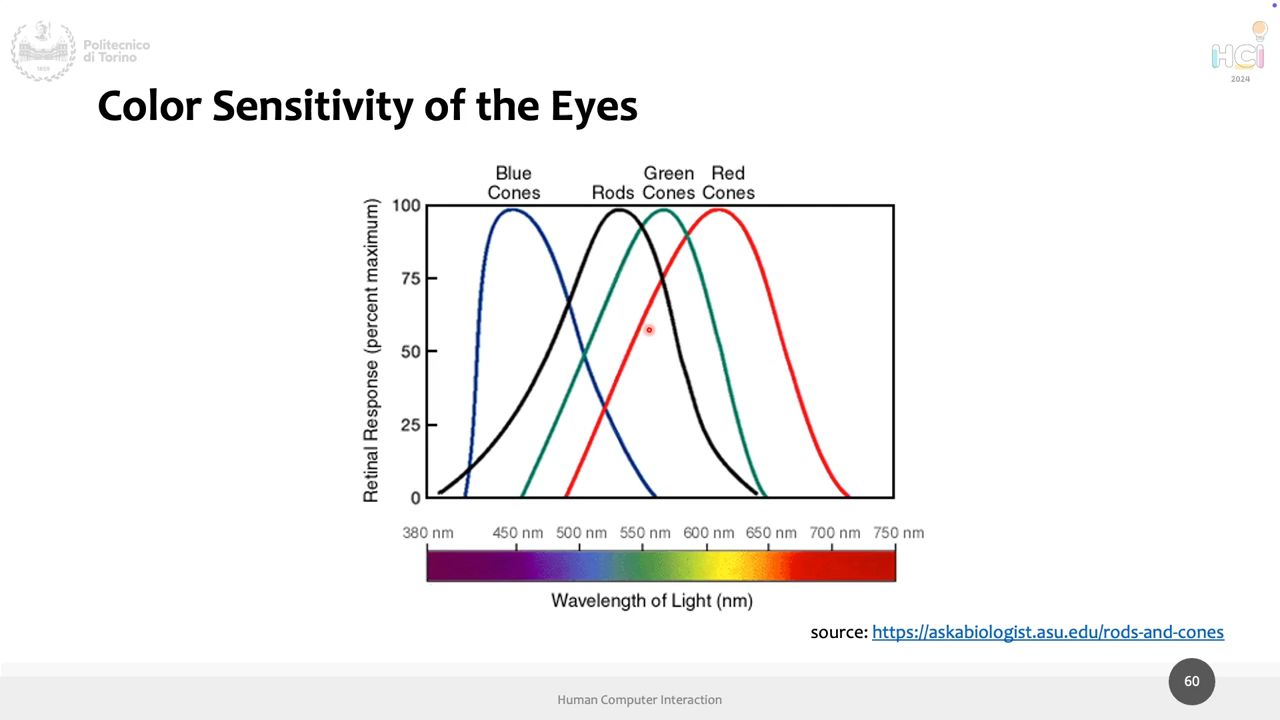 Politecnico
di Torino
1859
HCI
2024
Color Sensitivity of the Eyes
Blue
Cones
Rods
Green
Cones
Red
Cones
Retinal Response (percent maximum)
100
75
50
25
0
380 nm 450 nm 500 nm 550 nm 600 nm 650 nm 700 nm 750 nm
Wavelength of Light (nm)
source: https://askabiologist.asu.edu/rods-and-cones
60
Human Computer Interaction